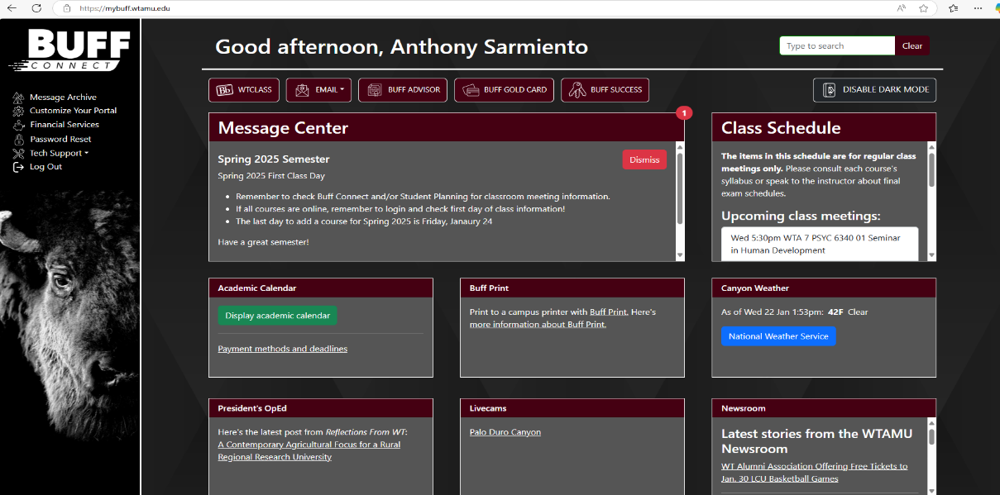 https://mybuff.wtamu.edu
BUFF
CONNECT
Message Archive
Customize Your Portal
Financial Services
Password Reset
Tech Support
Log Out
Good afternoon, Anthony Sarmiento
Type to search
Clear
WTCLASS
EMAIL
BUFF ADVISOR
BUFF GOLD CARD
BUFF SUCCESS
DISABLE DARK MODE
Message Center
1
Spring 2025 Semester
Dismiss
Spring 2025 First Class Day
• Remember to check Buff Connect and/or Student Planning for classroom meeting information.
• If all courses are online, remember to login and check first day of class information!
• The last day to add a course for Spring 2025 is Friday, Janaury 24
Have a great semester!
Class Schedule
The items in this schedule are for regular class
meetings only. Please consult each course's
syllabus or speak to the instructor about final
exam schedules.
Upcoming class meetings:
Wed 5:30pm WTA 7 PSYC 6340 01 Seminar
in Human Development
Academic Calendar
Display academic calendar
Payment methods and deadlines
Buff Print
Print to a campus printer with Buff Print. Here's
more information about Buff Print.
Canyon Weather
As of Wed 22 Jan 1:53pm: 42F Clear
National Weather Service
President's OpEd
Here's the latest post from Reflections From WT:
A Contemporary Agricultural Focus for a Rural
Regional Research University
Livecams
Palo Duro Canyon
Newsroom
Latest stories from the WTAMU
Newsroom
WT Alumni Association Offering Free Tickets to
Jan. 30 LCU Basketball Games